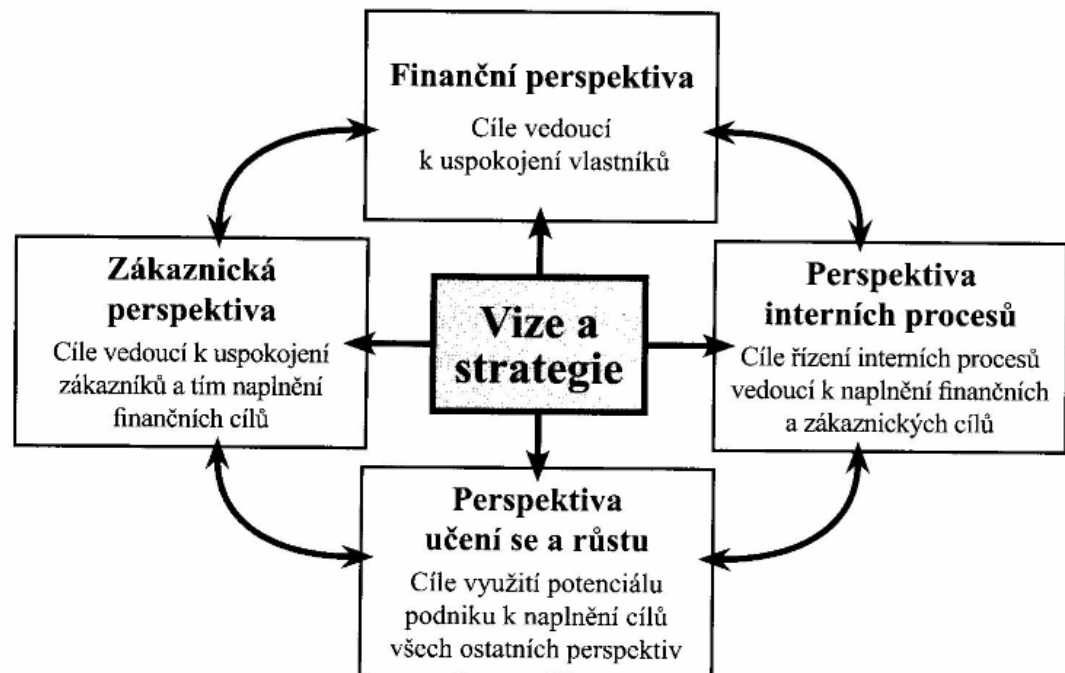 Finanční perspektiva
Cíle vedoucí
k uspokojení vlastníků
Zákaznická
perspektiva
Cíle vedoucí k uspokojení
zákazníků a tím naplnění
finančních cílů
Vize a
strategie
Perspektiva
interních procesů
Cíle řízení interních procesů
vedoucí k naplnění finančních
a zákaznických cílů
Perspektiva
učení se a růstu
Cíle využití potenciálu
podniku k naplnění cílů
všech ostatních perspektiv